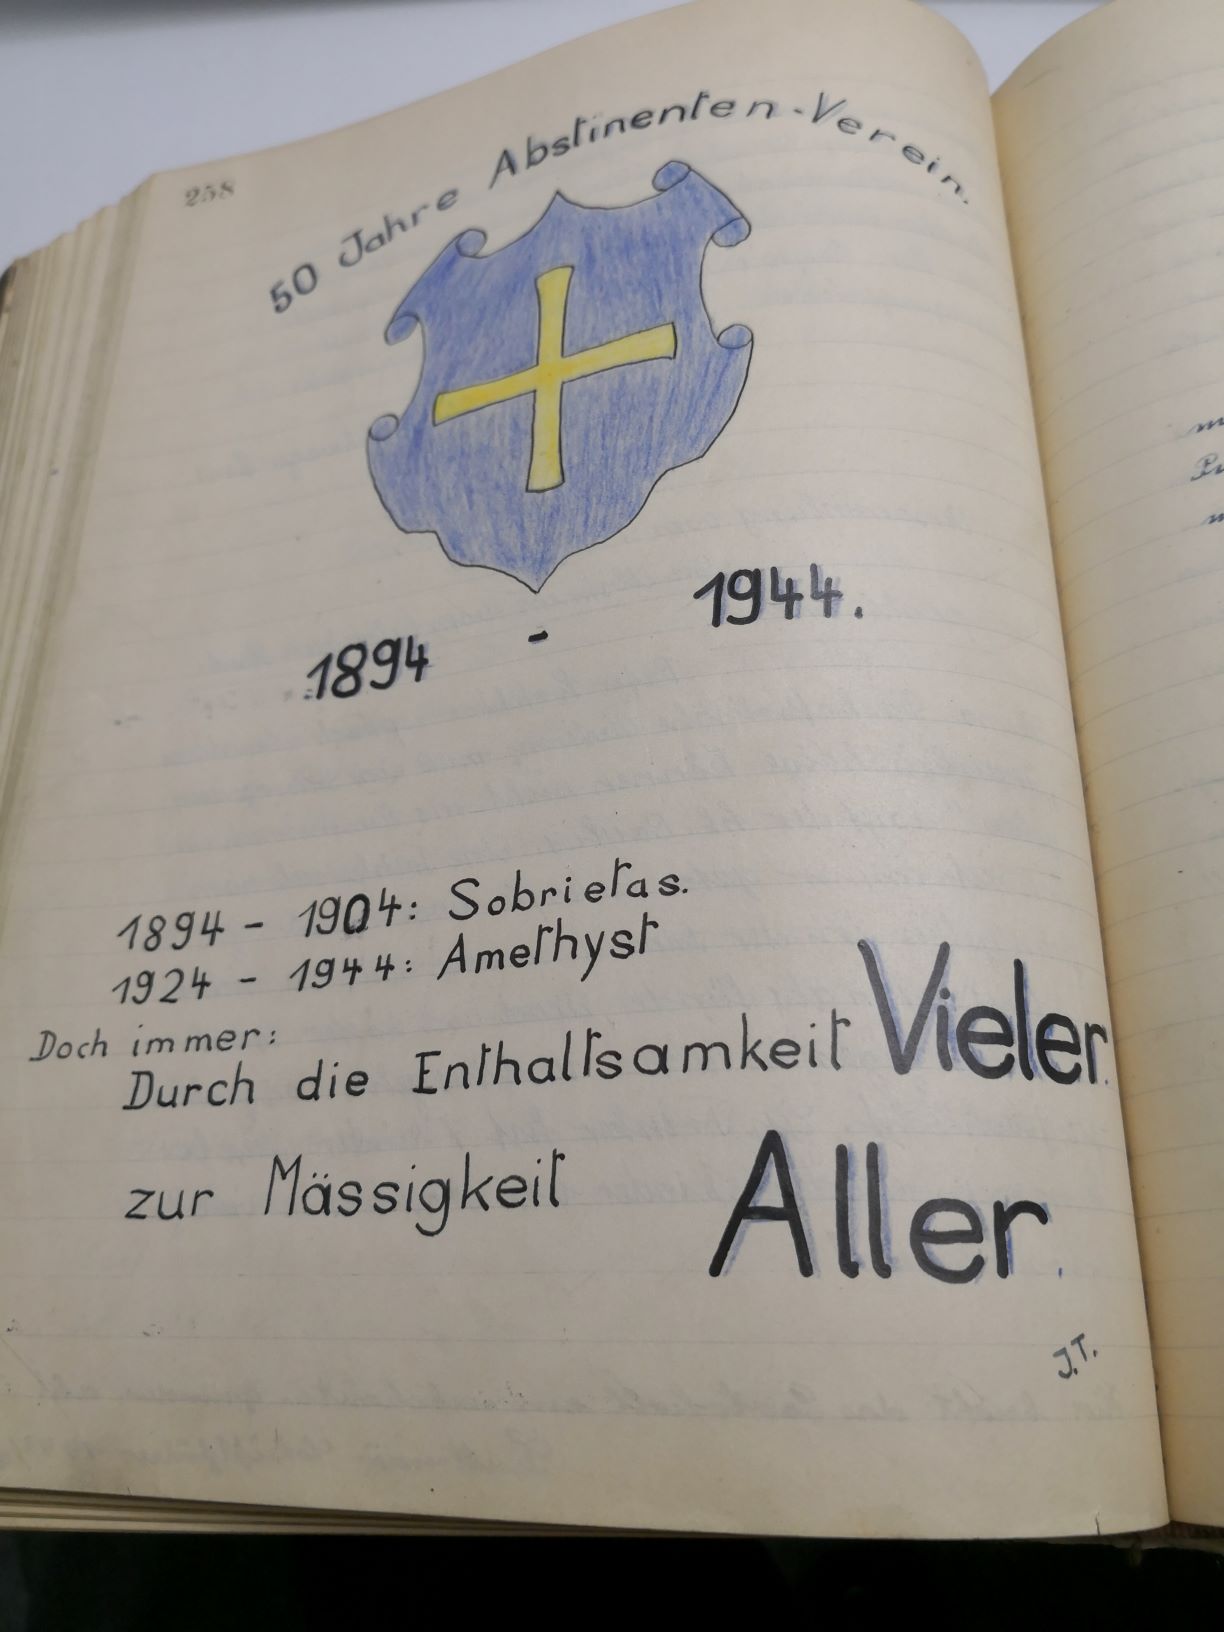 258
50 Jahre Abstinenten-Verein.
1894 - 1944.
1894 - 1904: Sobrietas.
1924 - 1944: Amethyst
Doch immer:
Durch die Enthaltsamkeit Vieler.
zur Mässigkeit Aller.
J.T.